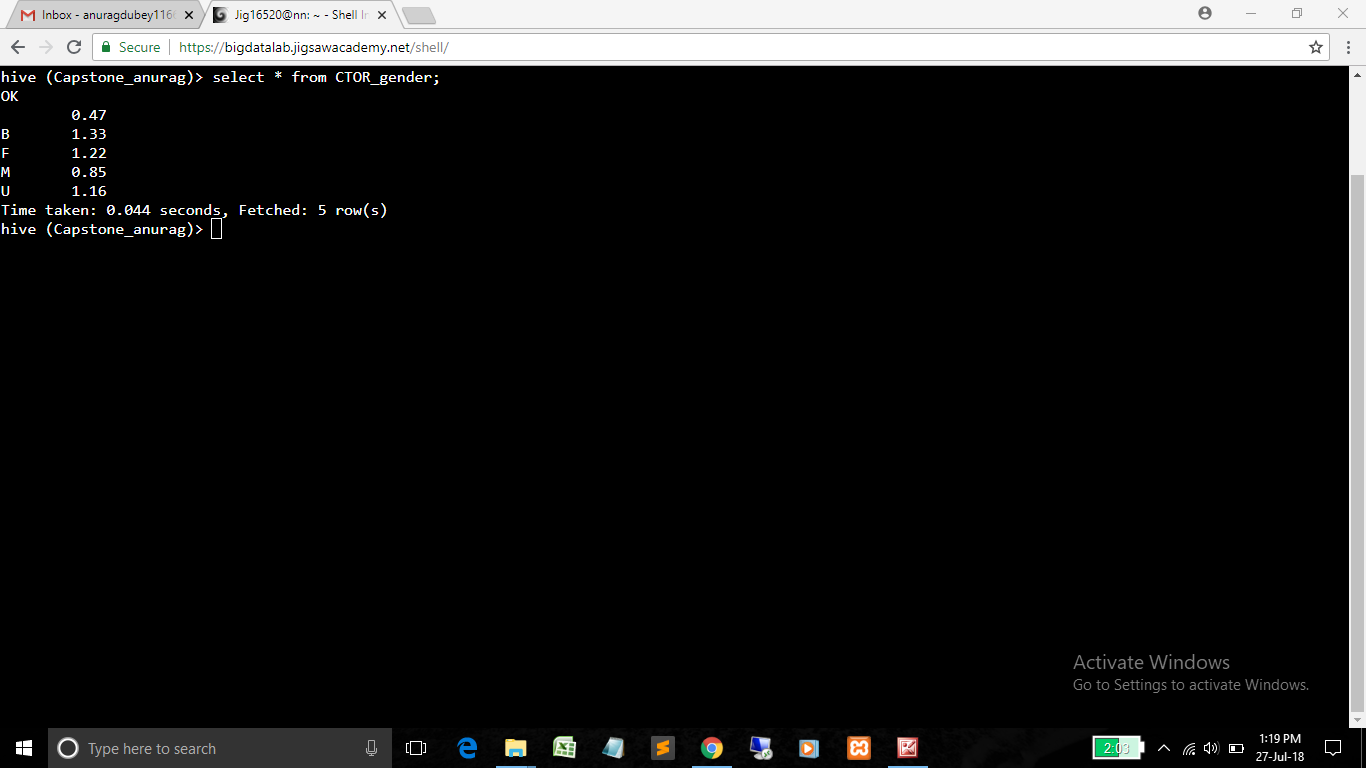 Inbox - anuragdubey116
Jig16520@nn: ~ - Shell In
Secure
https://bigdatalab.jigsawacademy.net/shell/
hive (Capstone_anurag)> select * from CTOR_gender;
OK
0.47
B 1.33
F 1.22
M 0.85
U 1.16
Time taken: 0.044 seconds, Fetched: 5 row(s)
hive (Capstone_anurag)>
Activate Windows
Go to Settings to activate Windows.
Type here to search
2:03
1:19 PM
27-Jul-18